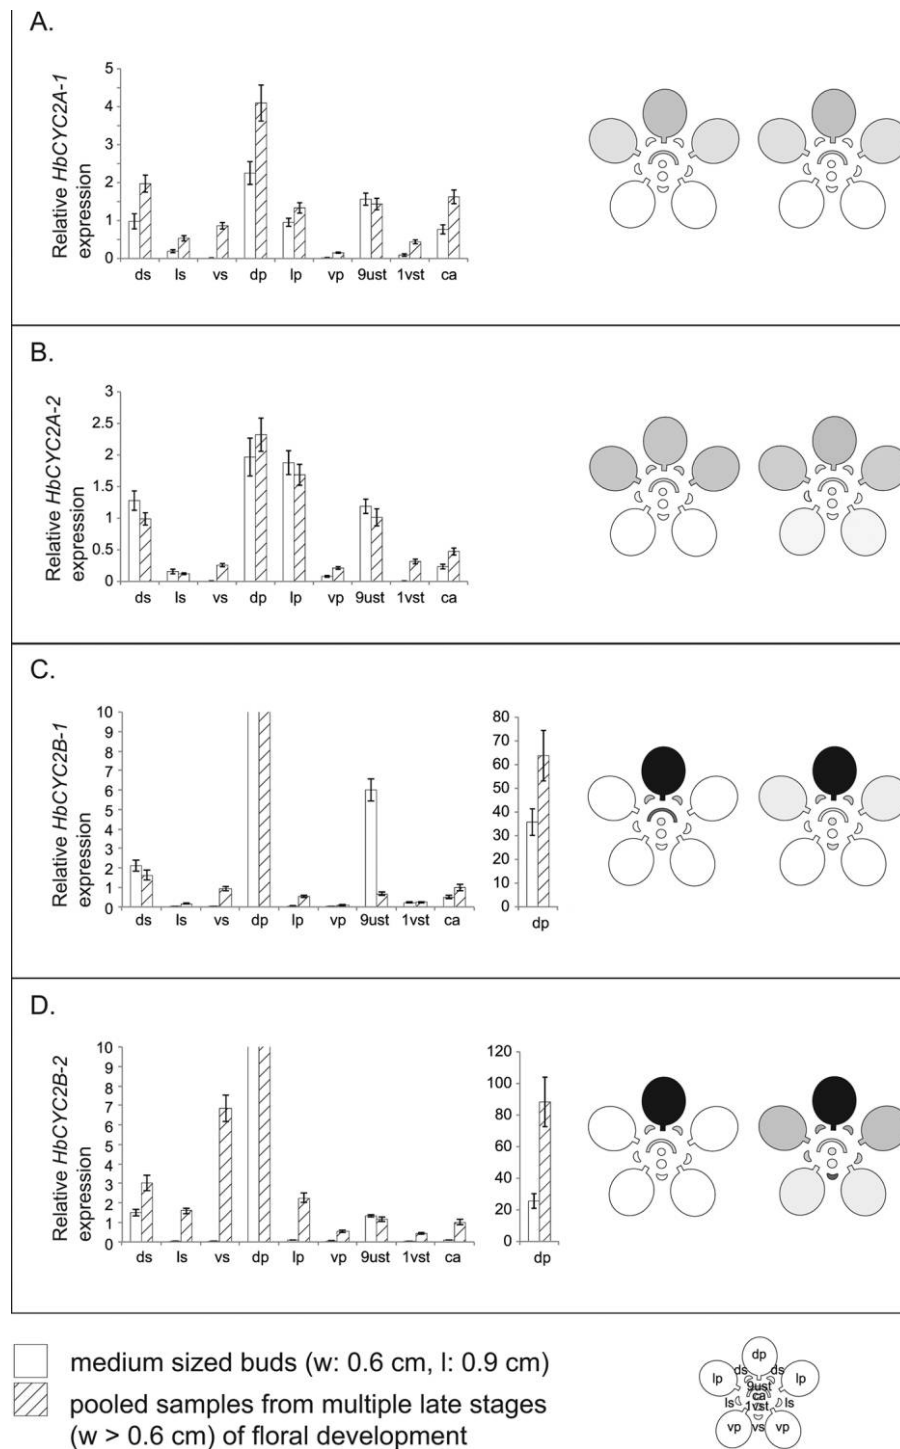 A.
Relative HbCYC2A-1
expression
5
4
3
2
1
0
ds ls vs dp lp vp 9ust 1vst ca
B.
Relative HbCYC2A-2
expression
3
2.5
2
1.5
1
0.5
0
ds ls vs dp lp vp 9ust 1vst ca
C.
Relative HbCYC2B-1
expression
10
9
8
7
6
5
4
3
2
1
0
ds ls vs dp lp vp 9ust 1vst ca
80
70
60
50
40
30
20
10
0
dp
D.
Relative HbCYC2B-2
expression
10
9
8
7
6
5
4
3
2
1
0
ds ls vs dp lp vp 9ust 1vst ca
120
100
80
60
40
20
0
dp
medium sized buds (w: 0.6 cm, l: 0.9 cm)
pooled samples from multiple late stages
(w > 0.6 cm) of floral development
dp
ds ds
lp 9ust lp
ca
ls 1vst ls
vp vs vp